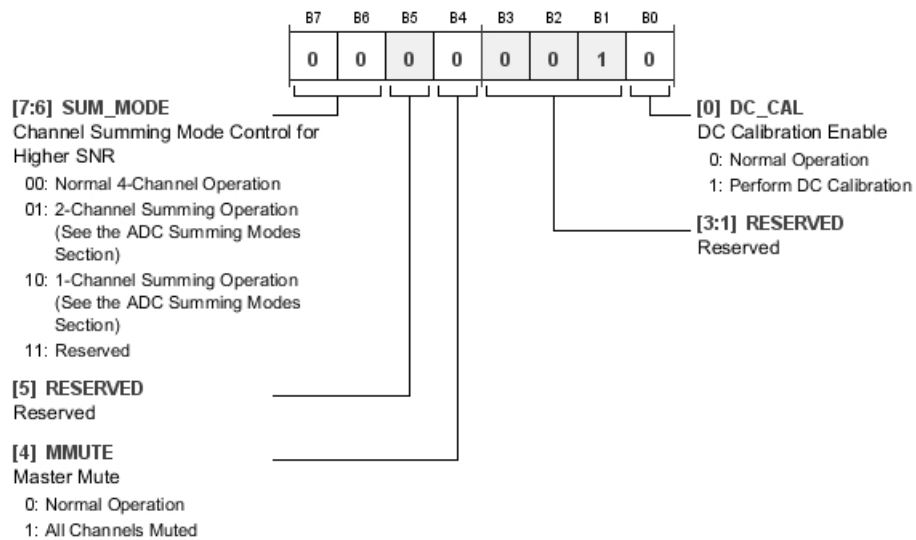 B7 B6 B5 B4 B3 B2 B1 B0
0 0 0 0 0 0 1 0
[7:6] SUM_MODE
Channel Summing Mode Control for
Higher SNR
00: Normal 4-Channel Operation
01: 2-Channel Summing Operation
(See the ADC Summing Modes
Section)
10: 1-Channel Summing Operation
(See the ADC Summing Modes
Section)
11: Reserved
[5] RESERVED
Reserved
[4] MMUTE
Master Mute
0: Normal Operation
1: All Channels Muted
[0] DC_CAL
DC Calibration Enable
0: Normal Operation
1: Perform DC Calibration
[3:1] RESERVED
Reserved